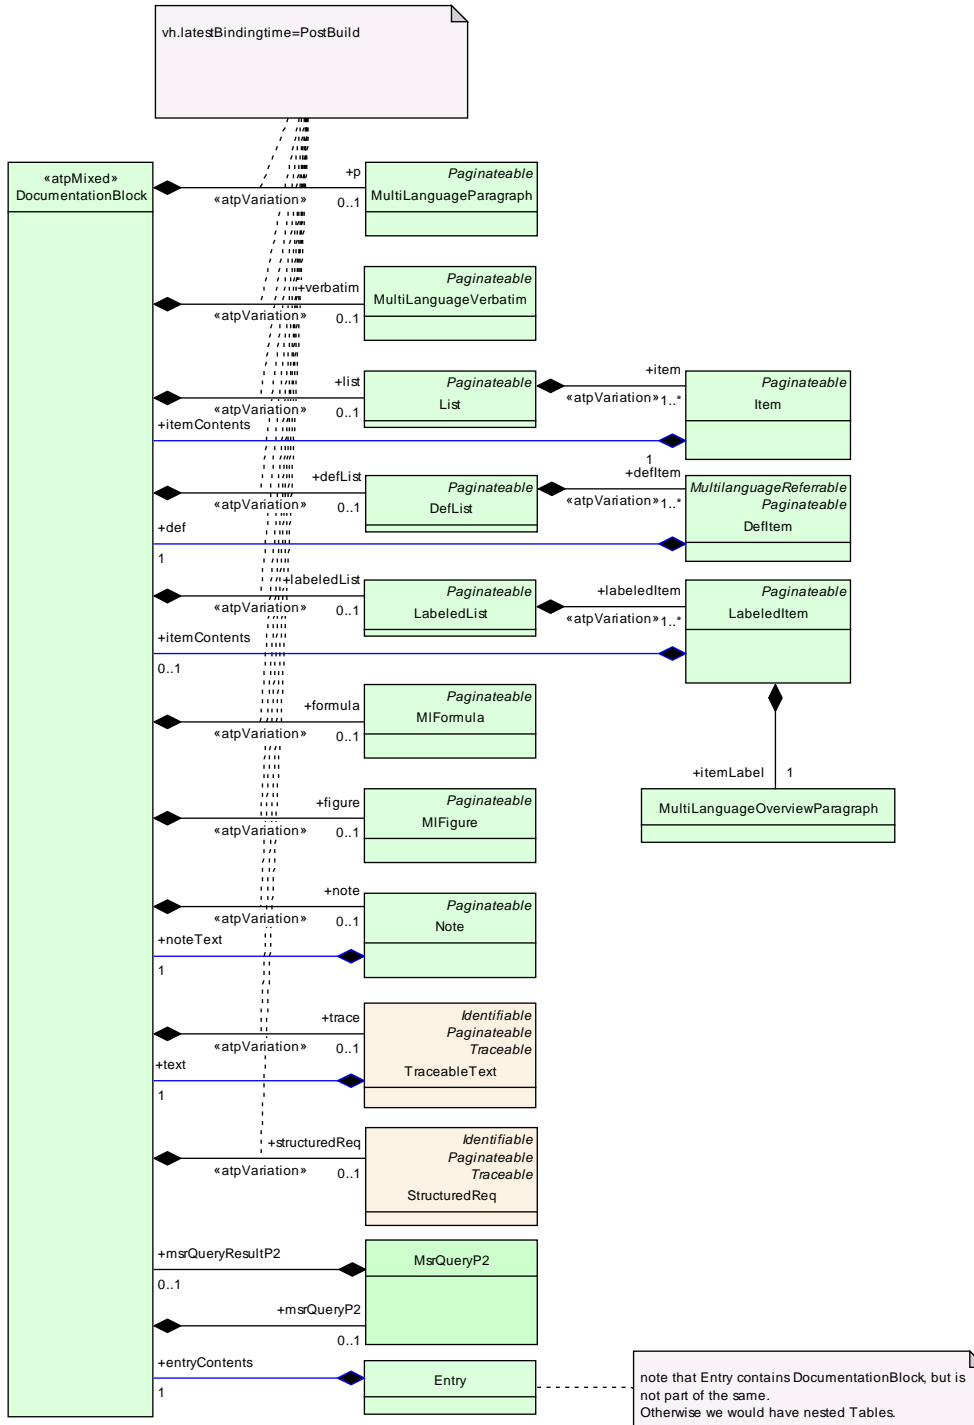 vh.latestBindingtime=PostBuild
«atpMixed»
DocumentationBlock
+p
«atpVariation»
0..1
Paginateable
MultiLanguageParagraph
+verbatim
«atpVariation»
0..1
Paginateable
MultiLanguageVerbatim
+list
«atpVariation»
0..1
Paginateable
List
+item
«atpVariation»
1..*
Paginateable
Item
+itemContents
1
+defList
«atpVariation»
0..1
Paginateable
DefList
+defItem
«atpVariation»
1..*
MultilanguageReferrable
Paginateable
DefItem
+def
1
+labeledList
«atpVariation»
0..1
Paginateable
LabeledList
+labeledItem
«atpVariation»
1..*
Paginateable
LabeledItem
+itemContents
0..1
+formula
«atpVariation»
0..1
Paginateable
MlFormula
+itemLabel
1
MultiLanguageOverviewParagraph
+figure
«atpVariation»
0..1
Paginateable
MlFigure
+note
«atpVariation»
0..1
Paginateable
Note
+noteText
1
+trace
«atpVariation»
0..1
Identifiable
Paginateable
Traceable
TraceableText
+text
1
+structuredReq
«atpVariation»
0..1
Identifiable
Paginateable
Traceable
StructuredReq
+msrQueryResultP2
0..1
MsrQueryP2
+msrQueryP2
0..1
+entryContents
1
Entry
note that Entry contains DocumentationBlock, but is
not part of the same.
Otherwise we would have nested Tables.